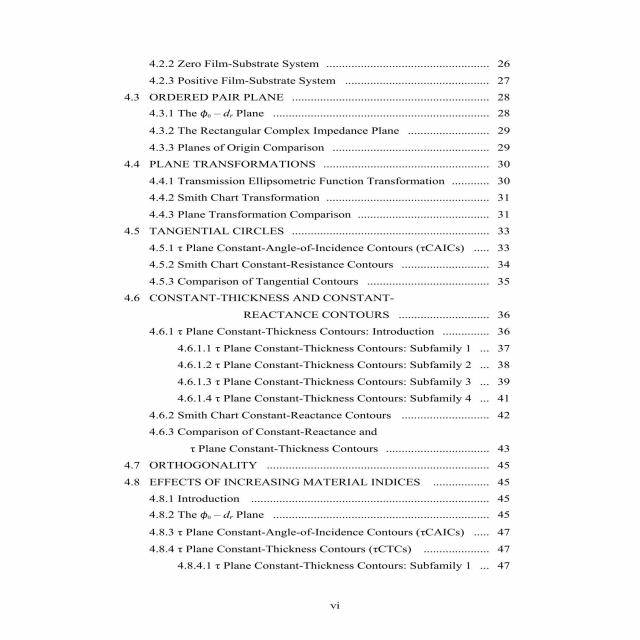 4.2.2 Zero Film-Substrate System .................................................... 26
4.2.3 Positive Film-Substrate System .............................................. 27
4.3 ORDERED PAIR PLANE ............................................................... 28
4.3.1 The ϕₒ – dᵣ Plane ..................................................................... 28
4.3.2 The Rectangular Complex Impedance Plane .......................... 29
4.3.3 Planes of Origin Comparison .................................................. 29
4.4 PLANE TRANSFORMATIONS ..................................................... 30
4.4.1 Transmission Ellipsometric Function Transformation ............ 30
4.4.2 Smith Chart Transformation .................................................... 31
4.4.3 Plane Transformation Comparison .......................................... 31
4.5 TANGENTIAL CIRCLES ............................................................... 33
4.5.1 τ Plane Constant-Angle-of-Incidence Contours (τCAICs) ..... 33
4.5.2 Smith Chart Constant-Resistance Contours ............................ 34
4.5.3 Comparison of Tangential Contours ....................................... 35
4.6 CONSTANT-THICKNESS AND CONSTANT-
REACTANCE CONTOURS ............................. 36
4.6.1 τ Plane Constant-Thickness Contours: Introduction ............... 36
4.6.1.1 τ Plane Constant-Thickness Contours: Subfamily 1 ... 37
4.6.1.2 τ Plane Constant-Thickness Contours: Subfamily 2 ... 38
4.6.1.3 τ Plane Constant-Thickness Contours: Subfamily 3 ... 39
4.6.1.4 τ Plane Constant-Thickness Contours: Subfamily 4 ... 41
4.6.2 Smith Chart Constant-Reactance Contours ............................ 42
4.6.3 Comparison of Constant-Reactance and
τ Plane Constant-Thickness Contours ................................. 43
4.7 ORTHOGONALITY ....................................................................... 45
4.8 EFFECTS OF INCREASING MATERIAL INDICES .................. 45
4.8.1 Introduction ............................................................................ 45
4.8.2 The ϕₒ – dᵣ Plane ..................................................................... 45
4.8.3 τ Plane Constant-Angle-of-Incidence Contours (τCAICs) ..... 47
4.8.4 τ Plane Constant-Thickness Contours (τCTCs) ..................... 47
4.8.4.1 τ Plane Constant-Thickness Contours: Subfamily 1 ... 47
vi